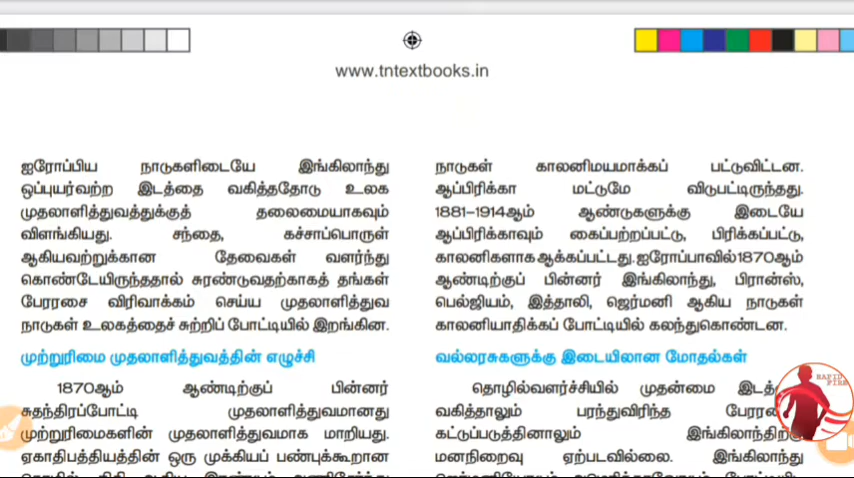 www.tntextbooks.in
ஐரோப்பிய நாடுகளிடையே இங்கிலாந்து
ஒப்புயர்வற்ற இடத்தை வகித்ததோடு உலக
முதலாளித்துவத்துக்குத் தலைமையாகவும்
விளங்கியது. சந்தை, கச்சாப்பொருள்
ஆகியவற்றுக்கான தேவைகள் வளர்ந்து
கொண்டேயிருந்ததால் சுரண்டுவதற்காகத் தங்கள்
பேரரசை விரிவாக்கம் செய்ய முதலாளித்துவ
நாடுகள் உலகத்தைச் சுற்றிப் போட்டியில் இறங்கின.
முற்றுரிமை முதலாளித்துவத்தின் எழுச்சி
1870ஆம் ஆண்டிற்குப் பின்னர்
சுதந்திரப்போட்டி முதலாளித்துவமானது
முற்றுரிமைகளின் முதலாளித்துவமாக மாறியது.
ஏகாதிபத்தியத்தின் ஒரு முக்கியப் பண்புக்கூறான
நாடுகள் காலனிமயமாக்கப் பட்டுவிட்டன.
ஆப்பிரிக்கா மட்டுமே விடுபட்டிருந்தது.
1881–1914ஆம் ஆண்டுகளுக்கு இடையே
ஆப்பிரிக்காவும் கைப்பற்றப்பட்டு, பிரிக்கப்பட்டு,
காலனிகளாக ஆக்கப்பட்டது. ஐரோப்பாவில் 1870ஆம்
ஆண்டிற்குப் பின்னர் இங்கிலாந்து, பிரான்ஸ்,
பெல்ஜியம், இத்தாலி, ஜெர்மனி ஆகிய நாடுகள்
காலனியாதிக்கப் போட்டியில் கலந்துகொண்டன.
வல்லரசுகளுக்கு இடையிலான மோதல்கள்
தொழில்வளர்ச்சியில் முதன்மை
வகித்தாலும் பரந்துவிரிந்த
கட்டுப்படுத்தினாலும் இங்கிலாந்திற்கு
மனநிறைவு ஏற்படவில்லை. இங்கிலாந்து
RAPID
FIRE